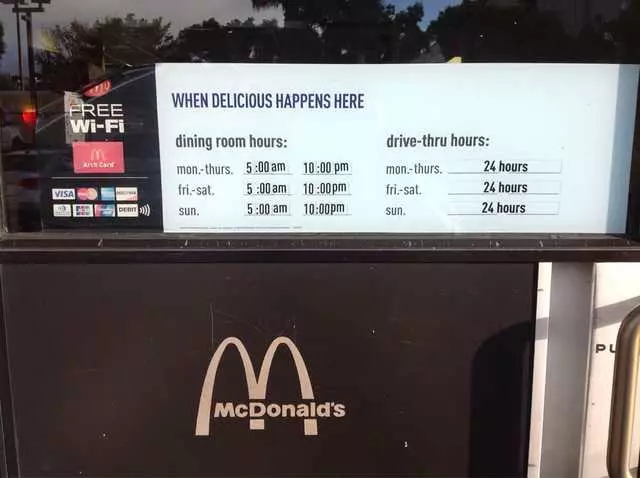 WHEN DELICIOUS HAPPENS HERE
FREE
Wi-Fi
Arch Card
VISA
DEBIT
dining room hours:
mon.-thurs. 5:00 am 10:00 pm
fri.-sat. 5:00 am 10:00 pm
sun. 5:00 am 10:00 pm
drive-thru hours:
mon.-thurs. 24 hours
fri.-sat. 24 hours
sun. 24 hours
McDonald's
PU